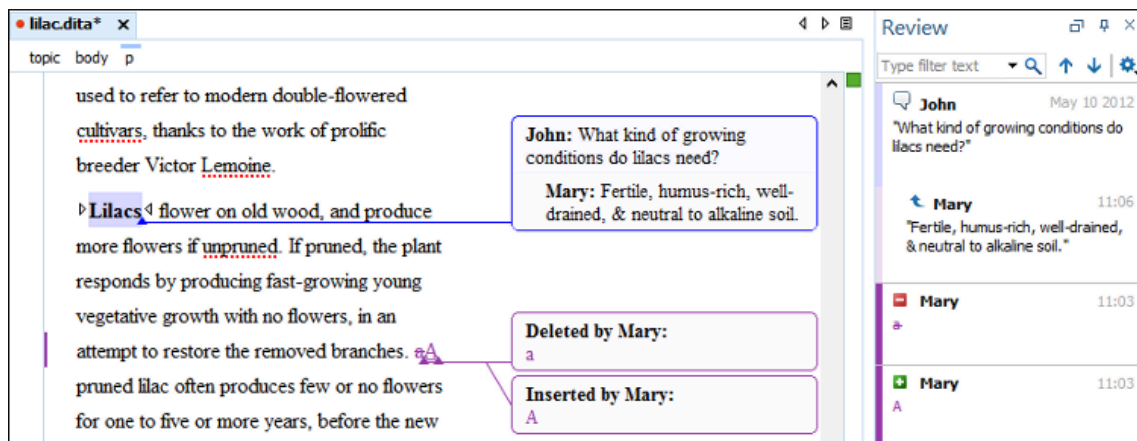 lilac.dita*
topic body p
used to refer to modern double-flowered
cultivars, thanks to the work of prolific
breeder Victor Lemoine.
Lilacs flower on old wood, and produce
more flowers if unpruned. If pruned, the plant
responds by producing fast-growing young
vegetative growth with no flowers, in an
attempt to restore the removed branches. aA
pruned lilac often produces few or no flowers
for one to five or more years, before the new
John: What kind of growing
conditions do lilacs need?
Mary: Fertile, humus-rich, well-
drained, & neutral to alkaline soil.
Deleted by Mary:
a
Inserted by Mary:
A
Review
Type filter text
John May 10 2012
"What kind of growing conditions do
lilacs need?"
Mary 11:06
"Fertile, humus-rich, well-drained,
& neutral to alkaline soil."
Mary 11:03
a
Mary 11:03
A